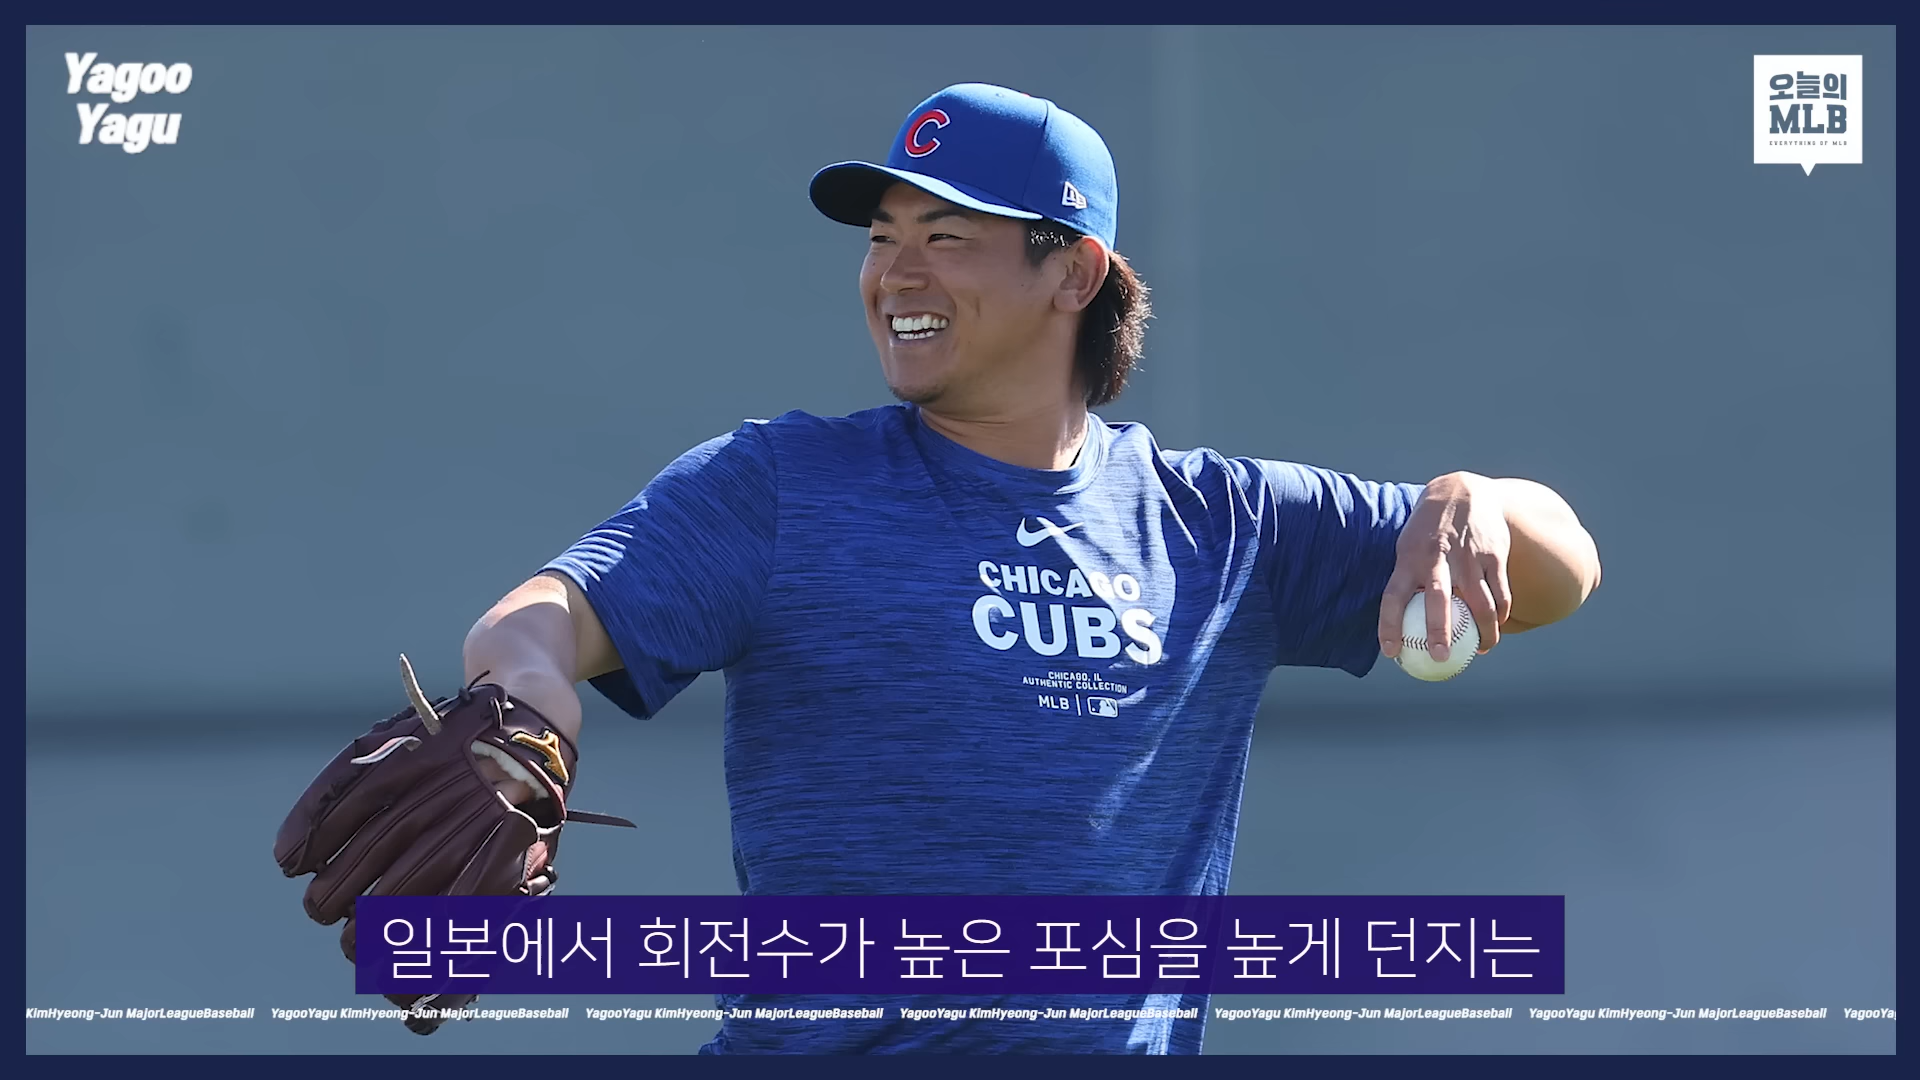 Yagoo
Yagu
오늘의
MLB
EVERYTHING OF MLB
C
CHICAGO
CUBS
CHICAGO, IL
AUTHENTIC COLLECTION
MLB
일본에서 회전수가 높은 포심을 높게 던지는
KimHyeong-Jun MajorLeagueBaseball YagooYagu KimHyeong-Jun MajorLeagueBaseball YagooYagu KimHyeong-Jun MajorLeagueBaseball YagooYagu KimHyeong-Jun MajorLeagueBaseball YagooYagu KimHyeong-Jun MajorLeagueBaseball YagooYagu KimHyeong-Jun MajorLeagueBaseball YagooYa